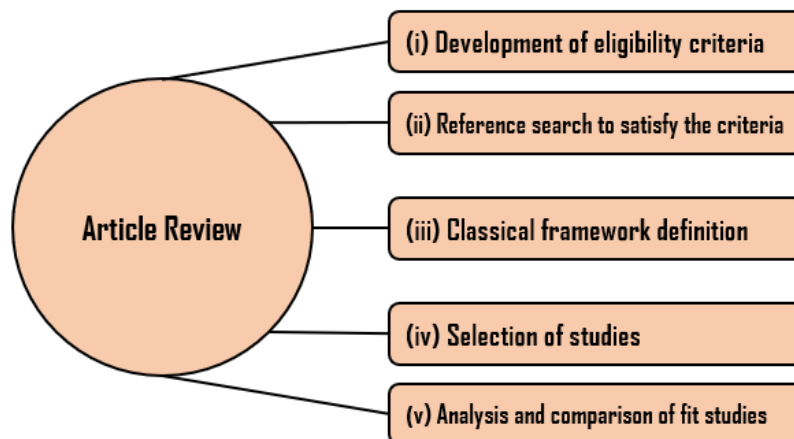 (i) Development of eligibility criteria
(ii) Reference search to satisfy the criteria
Article Review
(iii) Classical framework definition
(iv) Selection of studies
(v) Analysis and comparison of fit studies